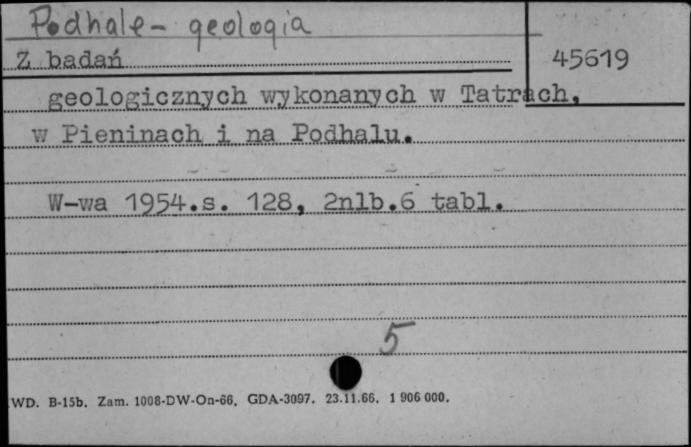 Podhale - geologia
Z badań
45619
geologicznych wykonanych w Tatrach,
w Pieninach i na Podhalu.
W-wa 1954.s. 128, 2nlb.6 tabl.
5
WD. B-15b. Zam. 1008-DW-On-66, GDA-3097. 23.11.66. 1 906 000.